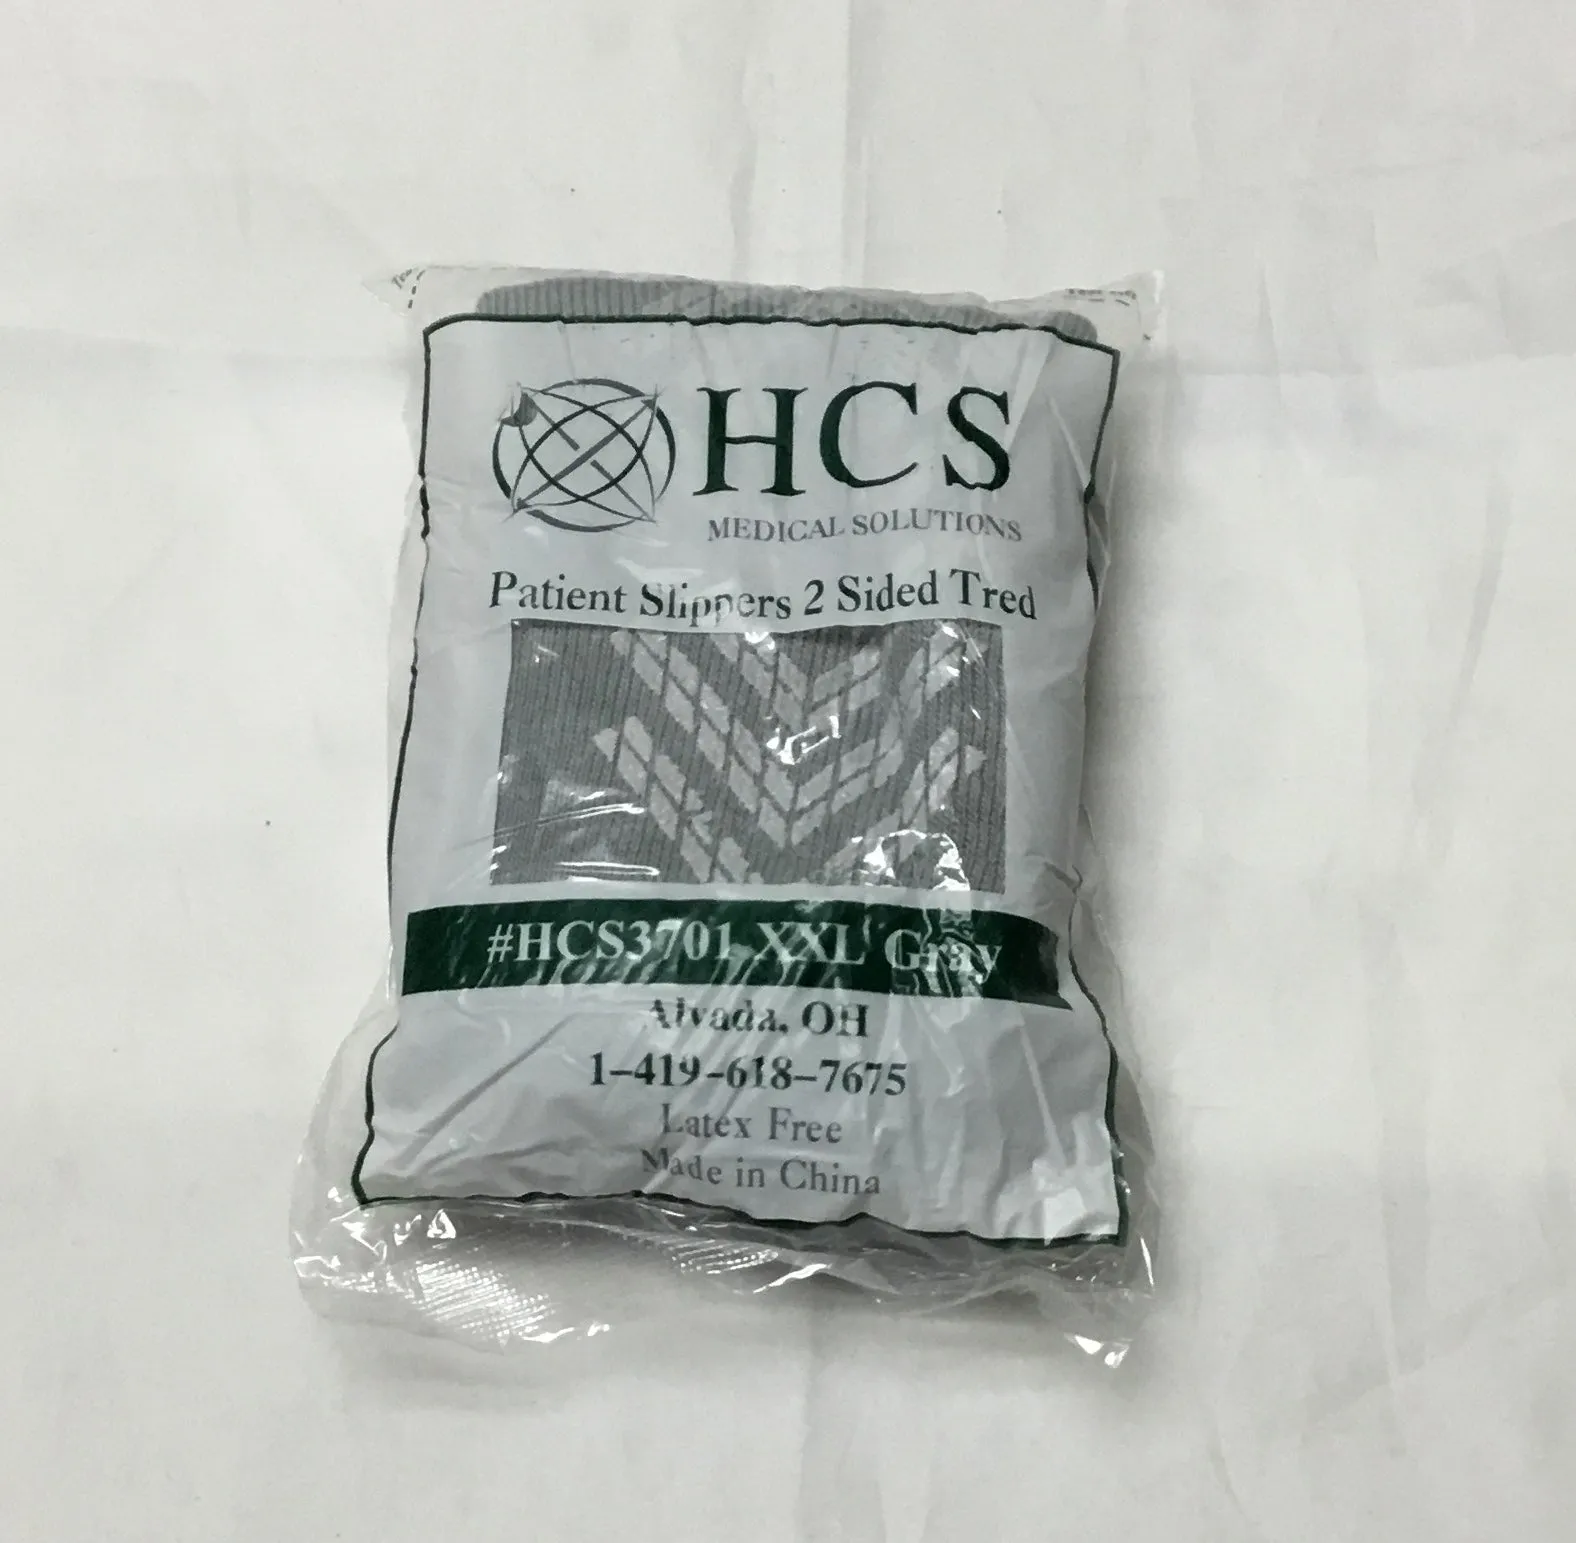 HCS
MEDICAL SOLUTIONS
Patient Slippers 2 Sided Tred
#HCS3701 XXL Gray
Alvada, OH
1-419-618-7675
Latex Free
Made in China